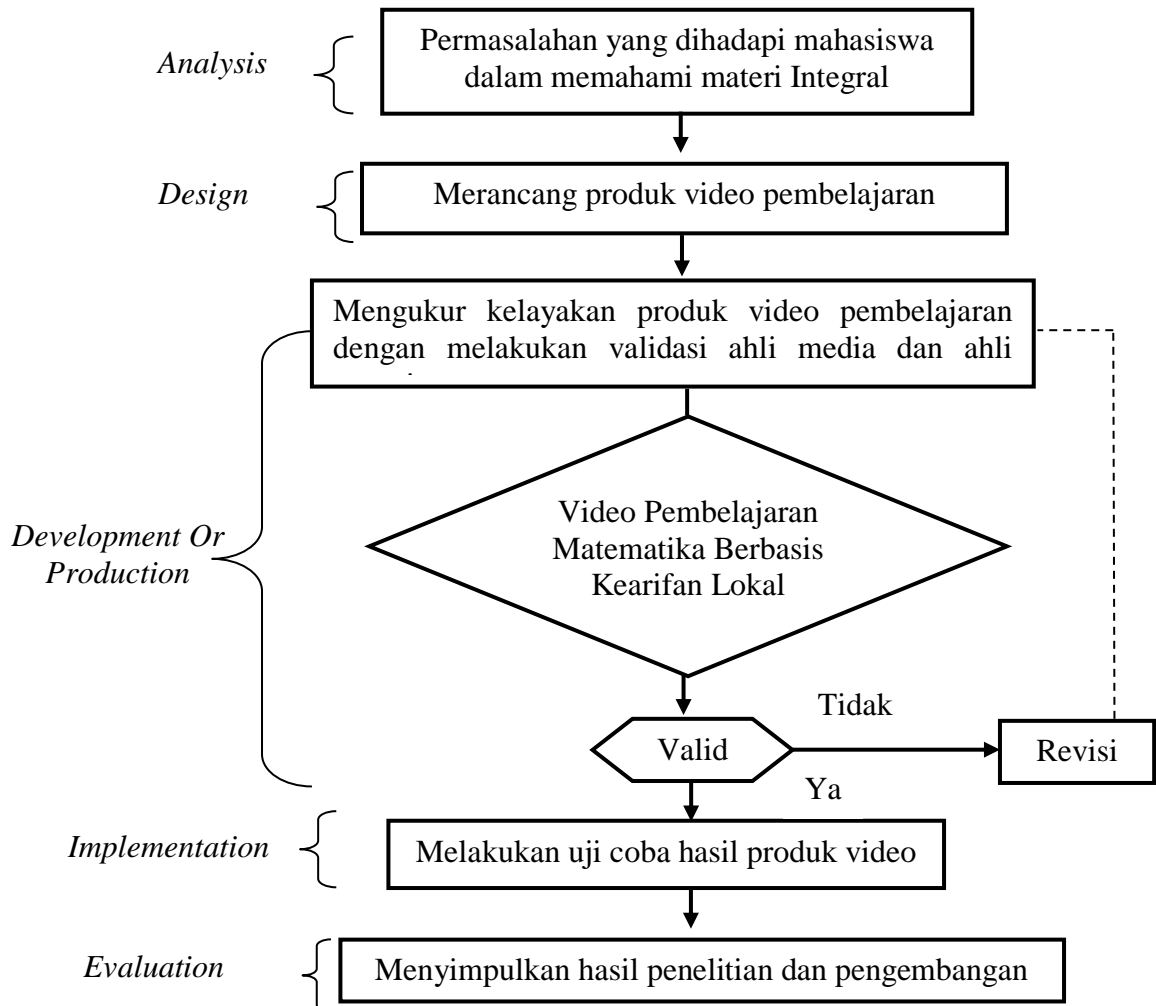 Permasalahan yang dihadapi mahasiswa
dalam memahami materi Integral
Analysis
Design
Merancang produk video pembelajaran
Mengukur kelayakan produk video pembelajaran
dengan melakukan validasi ahli media dan ahli
Development Or
Production
Video Pembelajaran
Matematika Berbasis
Kearifan Lokal
Tidak
Valid
Revisi
Ya
Implementation
Melakukan uji coba hasil produk video
Evaluation
Menyimpulkan hasil penelitian dan pengembangan